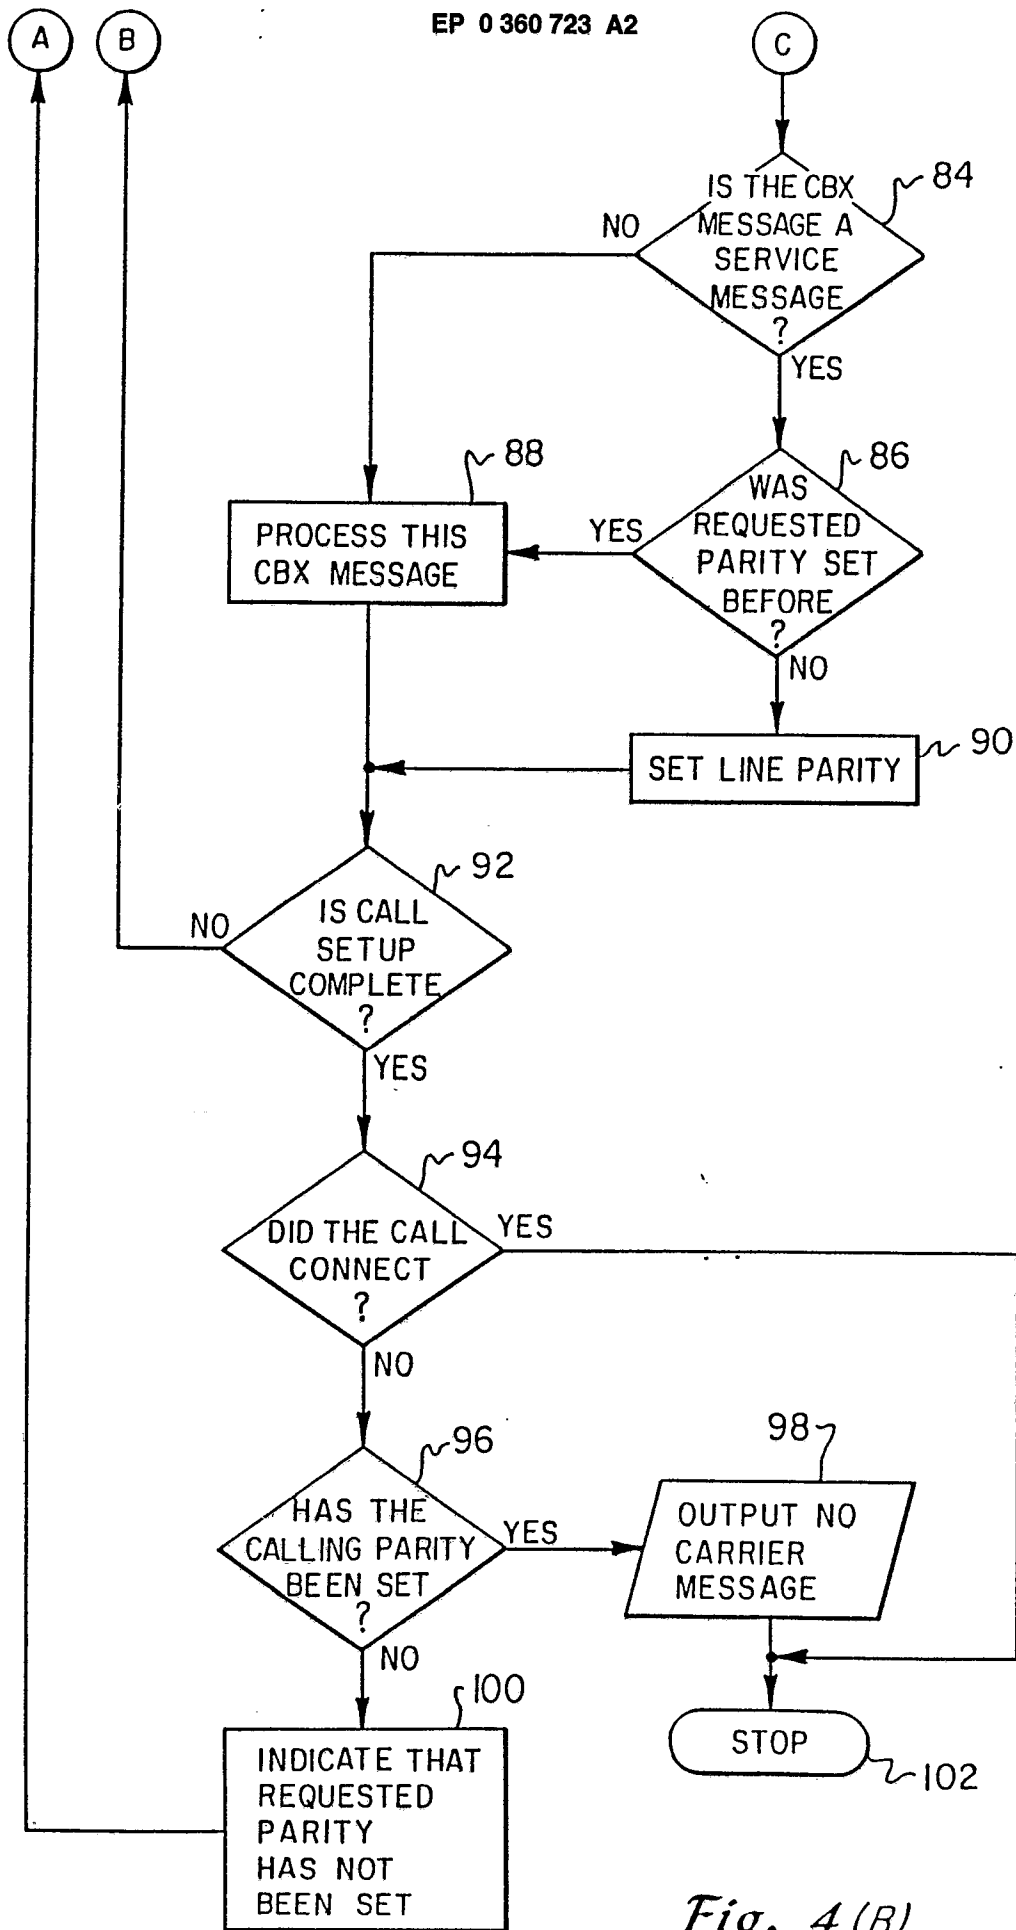 EP 0 360 723 A2
A
B
C
IS THE CBX
MESSAGE A
SERVICE
MESSAGE
?
84
NO
YES
WAS
REQUESTED
PARITY SET
BEFORE
?
86
YES
NO
88
PROCESS THIS
CBX MESSAGE
SET LINE PARITY
90
92
IS CALL
SETUP
COMPLETE
?
NO
YES
94
DID THE CALL
CONNECT
?
YES
NO
96
HAS THE
CALLING PARITY
BEEN SET
?
YES
NO
98
OUTPUT NO
CARRIER
MESSAGE
100
INDICATE THAT
REQUESTED
PARITY
HAS NOT
BEEN SET
STOP
102
Fig. 4 (B)